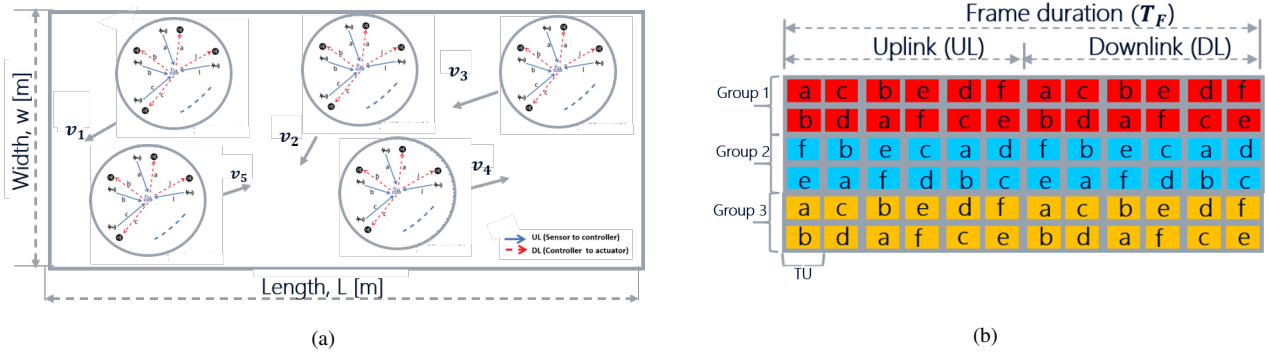 Width, w [m]
v₁
v₂
v₃
v₄
v₅
a
a
b
b
c
c
j
l
a
a
b
b
c
c
j
l
a
a
b
b
c
c
j
l
a
a
b
b
c
c
j
l
a
a
b
b
c
c
j
l
UL (Sensor to controller)
DL (Controller to actuator)
Length, L [m]
(a)
Frame duration (T_F)
Uplink (UL) Downlink (DL)
Group 1
a c b e d f a c b e d f
b d a f c e b d a f c e
Group 2
f b e c a d f b e c a d
e a f d b c e a f d b c
Group 3
a c b e d f a c b e d f
b d a f c e b d a f c e
TU
(b)